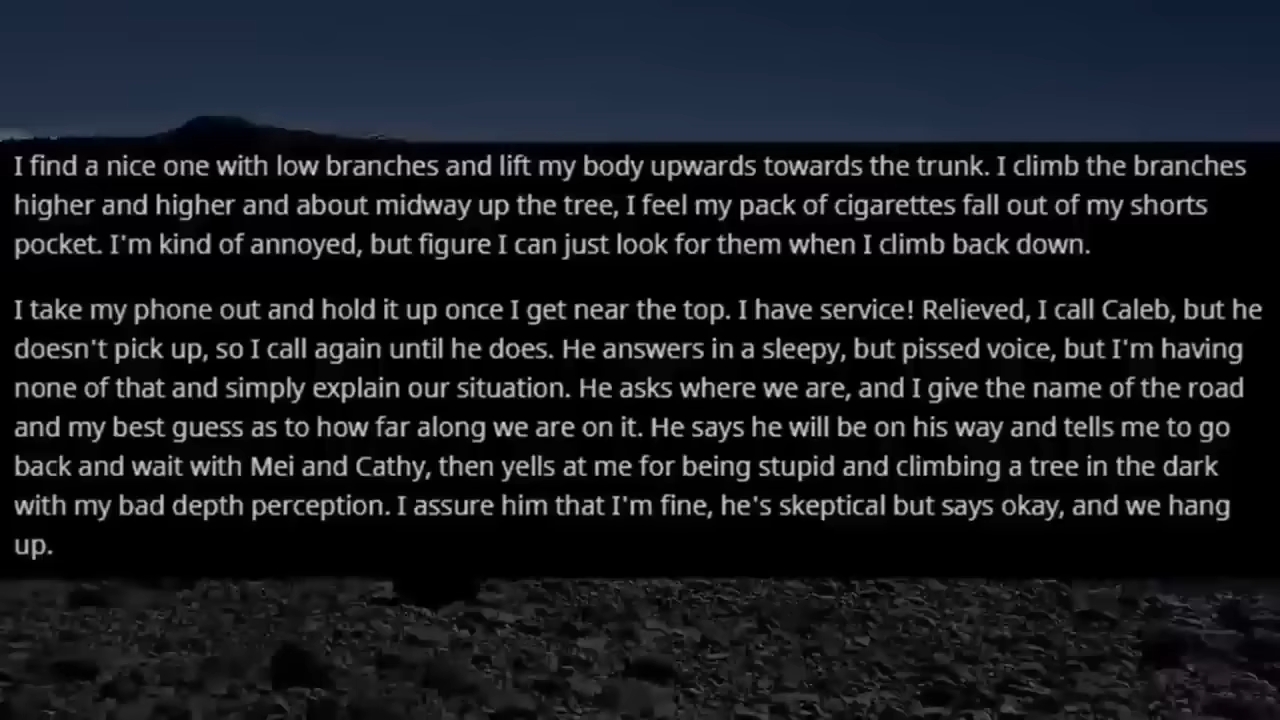 I find a nice one with low branches and lift my body upwards towards the trunk. I climb the branches
higher and higher and about midway up the tree, I feel my pack of cigarettes fall out of my shorts
pocket. I'm kind of annoyed, but figure I can just look for them when I climb back down.
I take my phone out and hold it up once I get near the top. I have service! Relieved, I call Caleb, but he
doesn't pick up, so I call again until he does. He answers in a sleepy, but pissed voice, but I'm having
none of that and simply explain our situation. He asks where we are, and I give the name of the road
and my best guess as to how far along we are on it. He says he will be on his way and tells me to go
back and wait with Mei and Cathy, then yells at me for being stupid and climbing a tree in the dark
with my bad depth perception. I assure him that I'm fine, he's skeptical but says okay, and we hang
up.